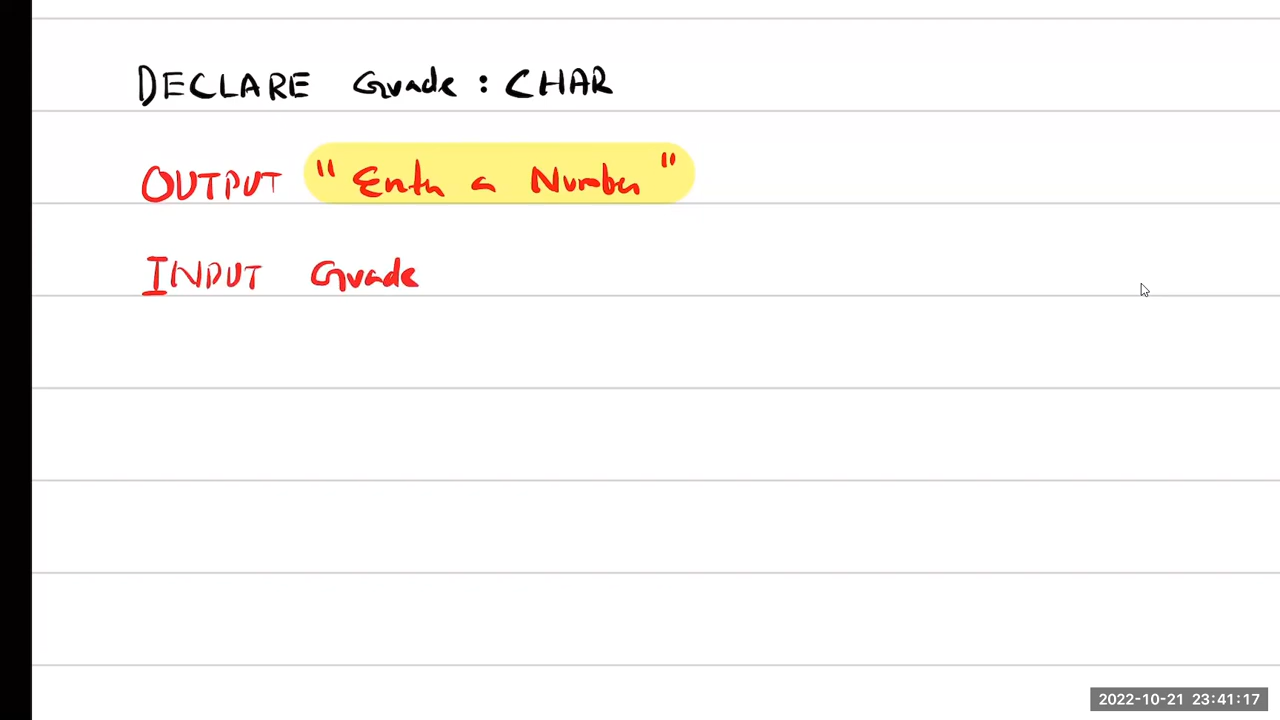 DECLARE Grade : CHAR
OUTPUT "Enter a Number"
INPUT Grade
2022-10-21 23:41:17